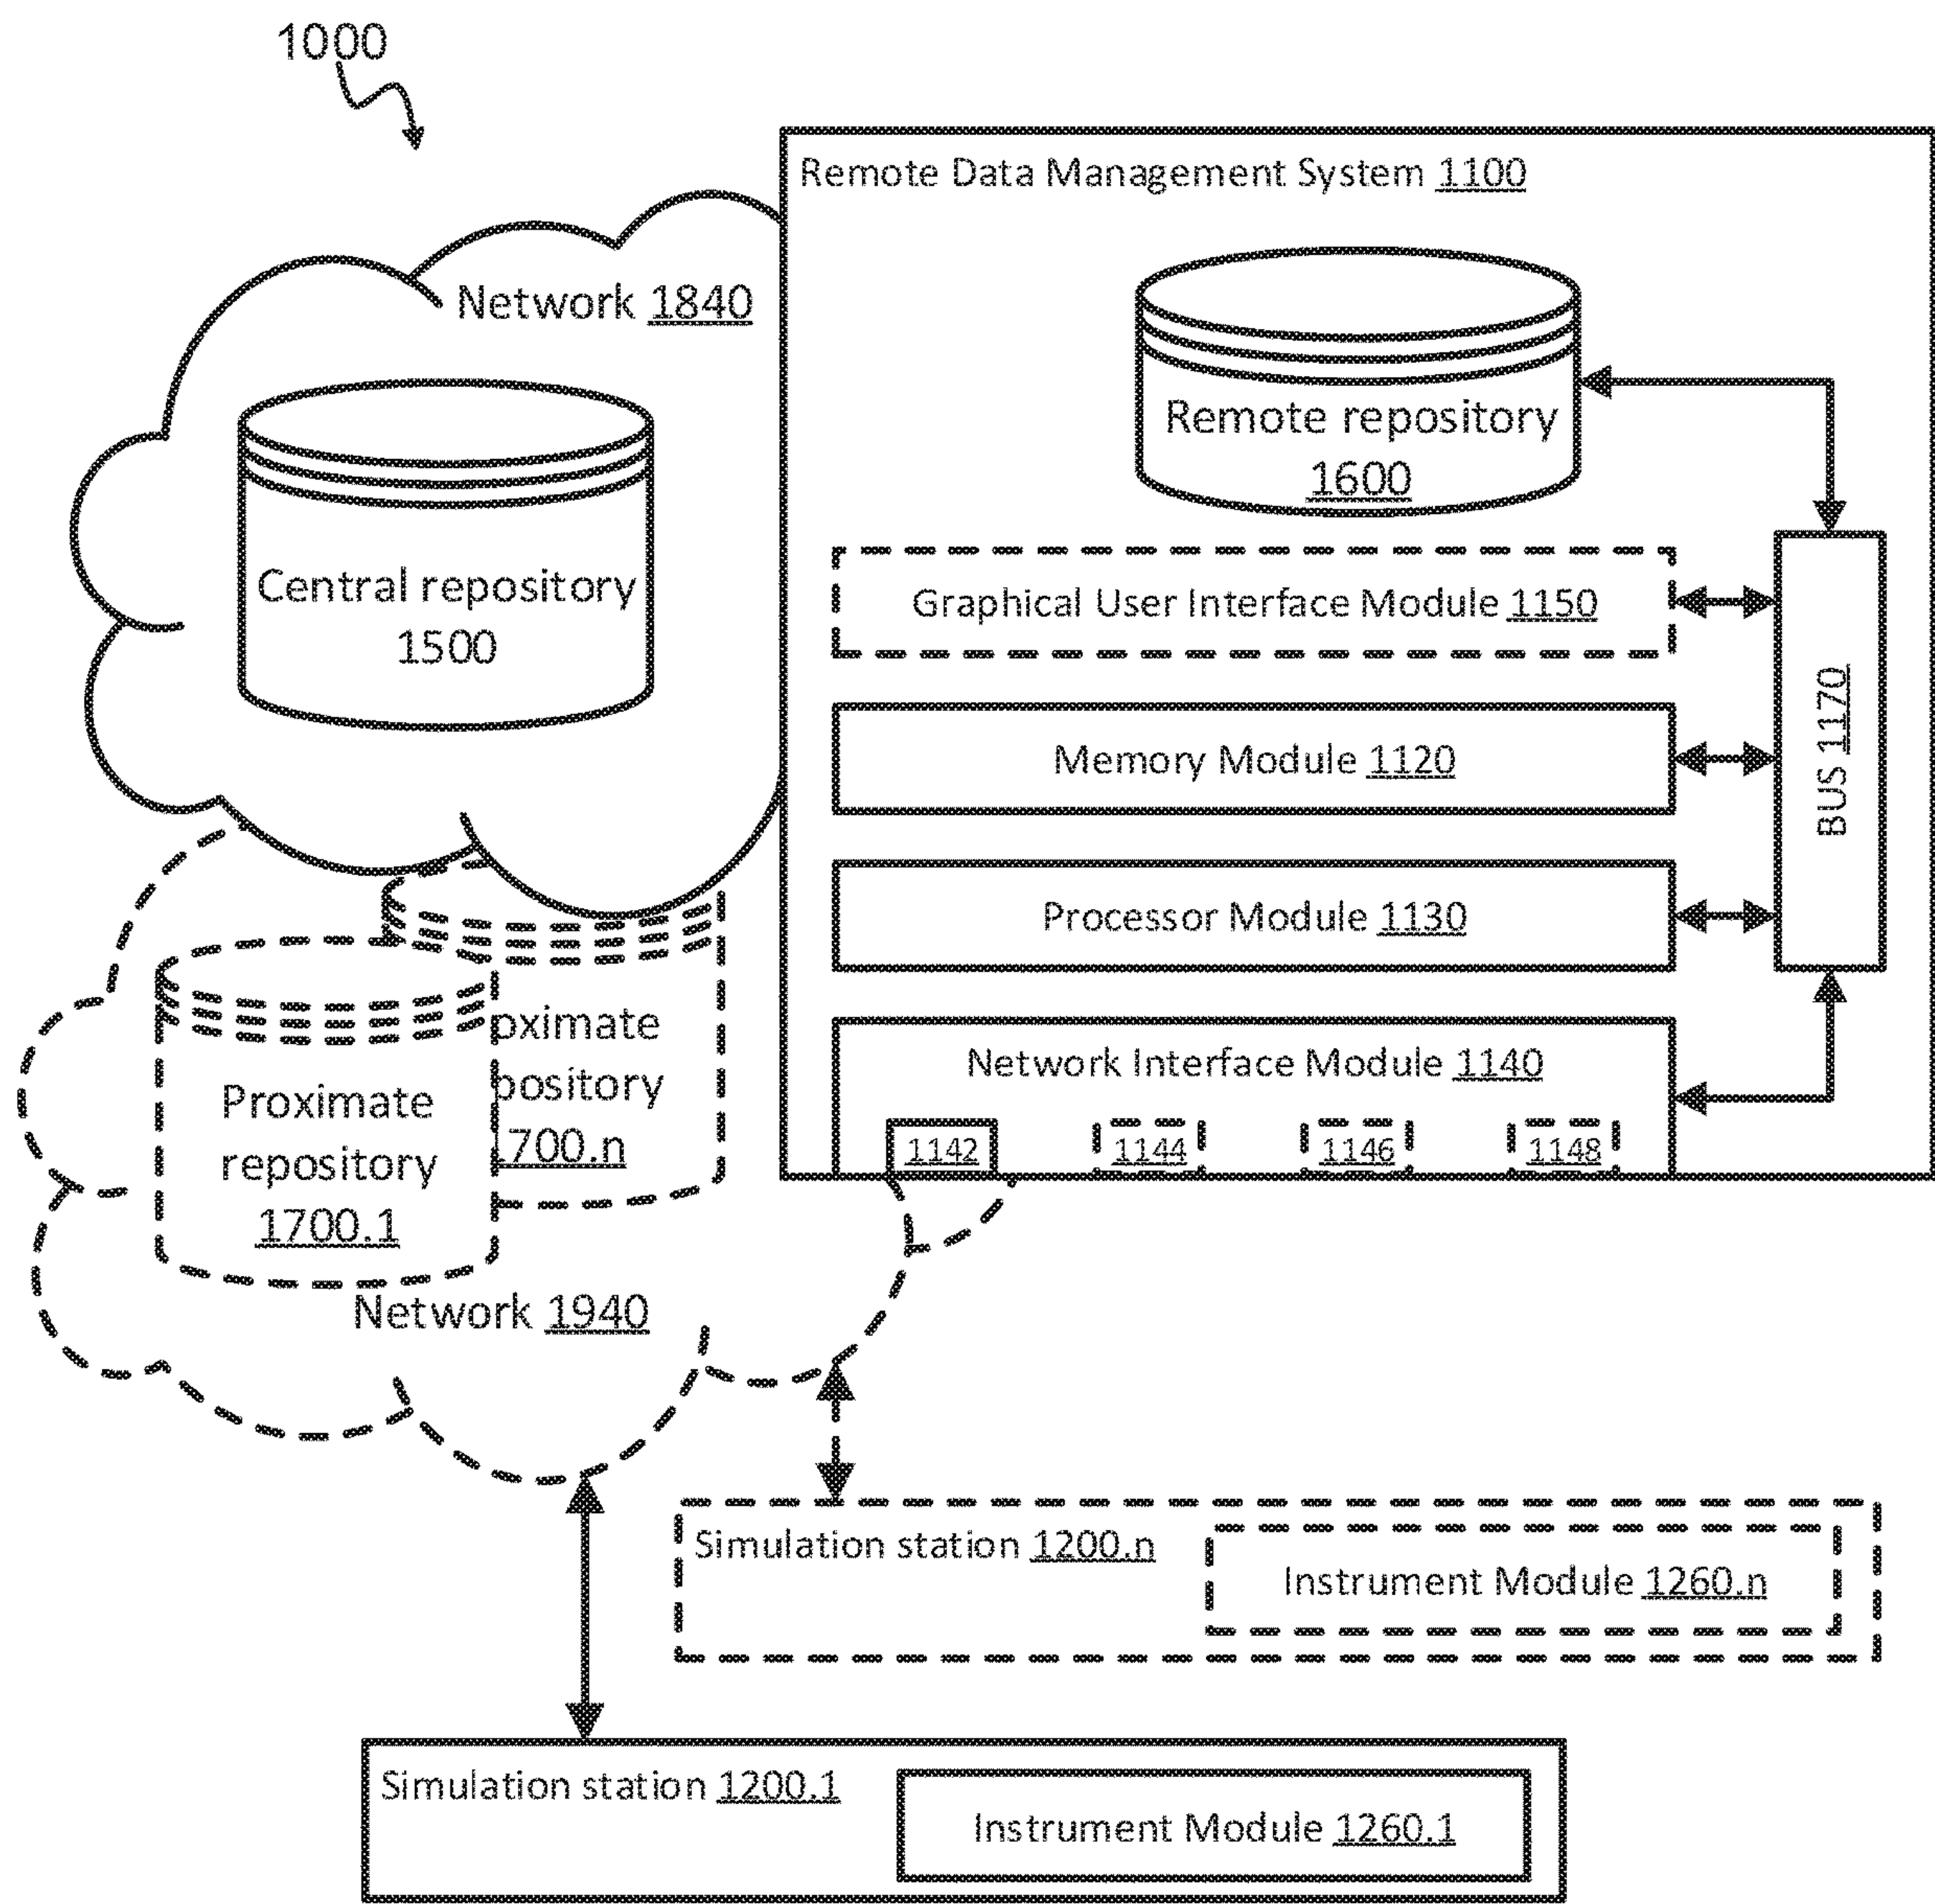 1000
Remote Data Management System 1100
Network 1840
Remote repository
1600
Central repository
1500
Graphical User Interface Module 1150
Memory Module 1120
BUS 1170
Processor Module 1130
Network Interface Module 1140
1142 1144 1146 1148
oximate
pository
700.n
Proximate
repository
1700.1
Network 1940
Simulation station 1200.n
Instrument Module 1260.n
Simulation station 1200.1
Instrument Module 1260.1